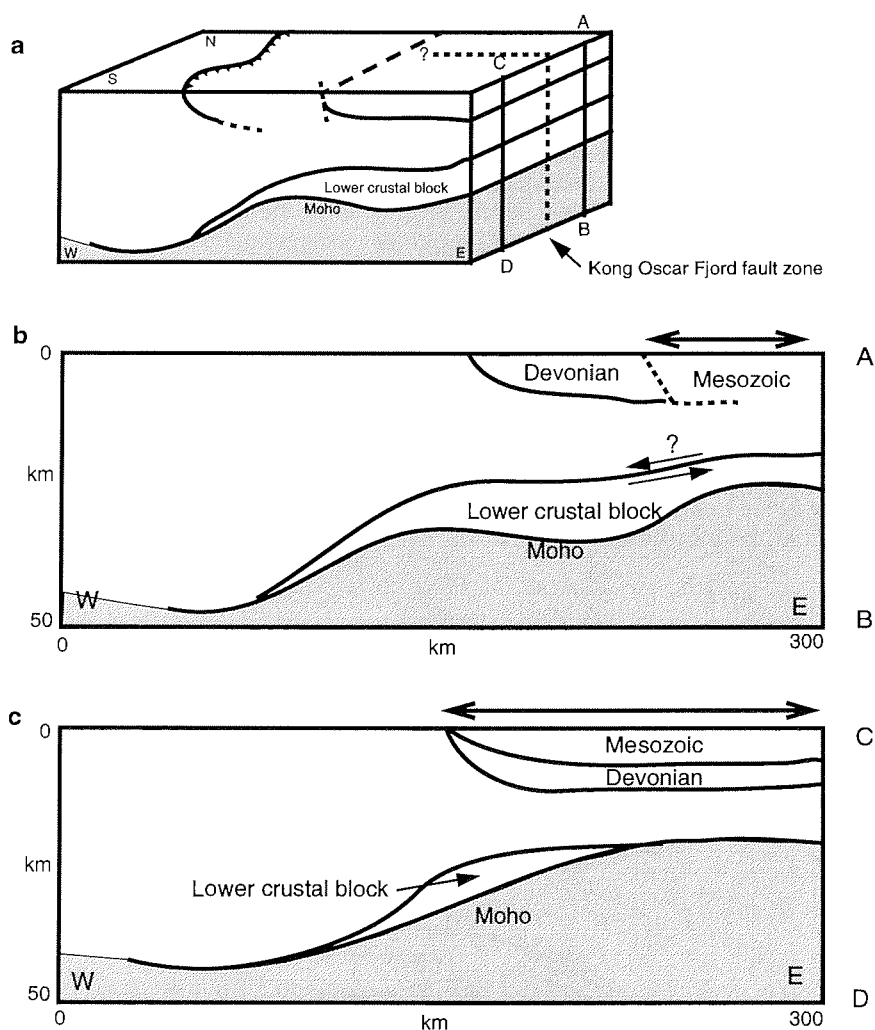 a
N
A
S
?
C
Lower crustal block
Moho
W
E
B
D
Kong Oscar Fjord fault zone
b
0
A
Devonian
Mesozoic
?
km
Lower crustal block
Moho
W
E
50
B
0
km
300
c
0
C
Mesozoic
Devonian
km
Lower crustal block
Moho
W
E
50
D
0
km
300